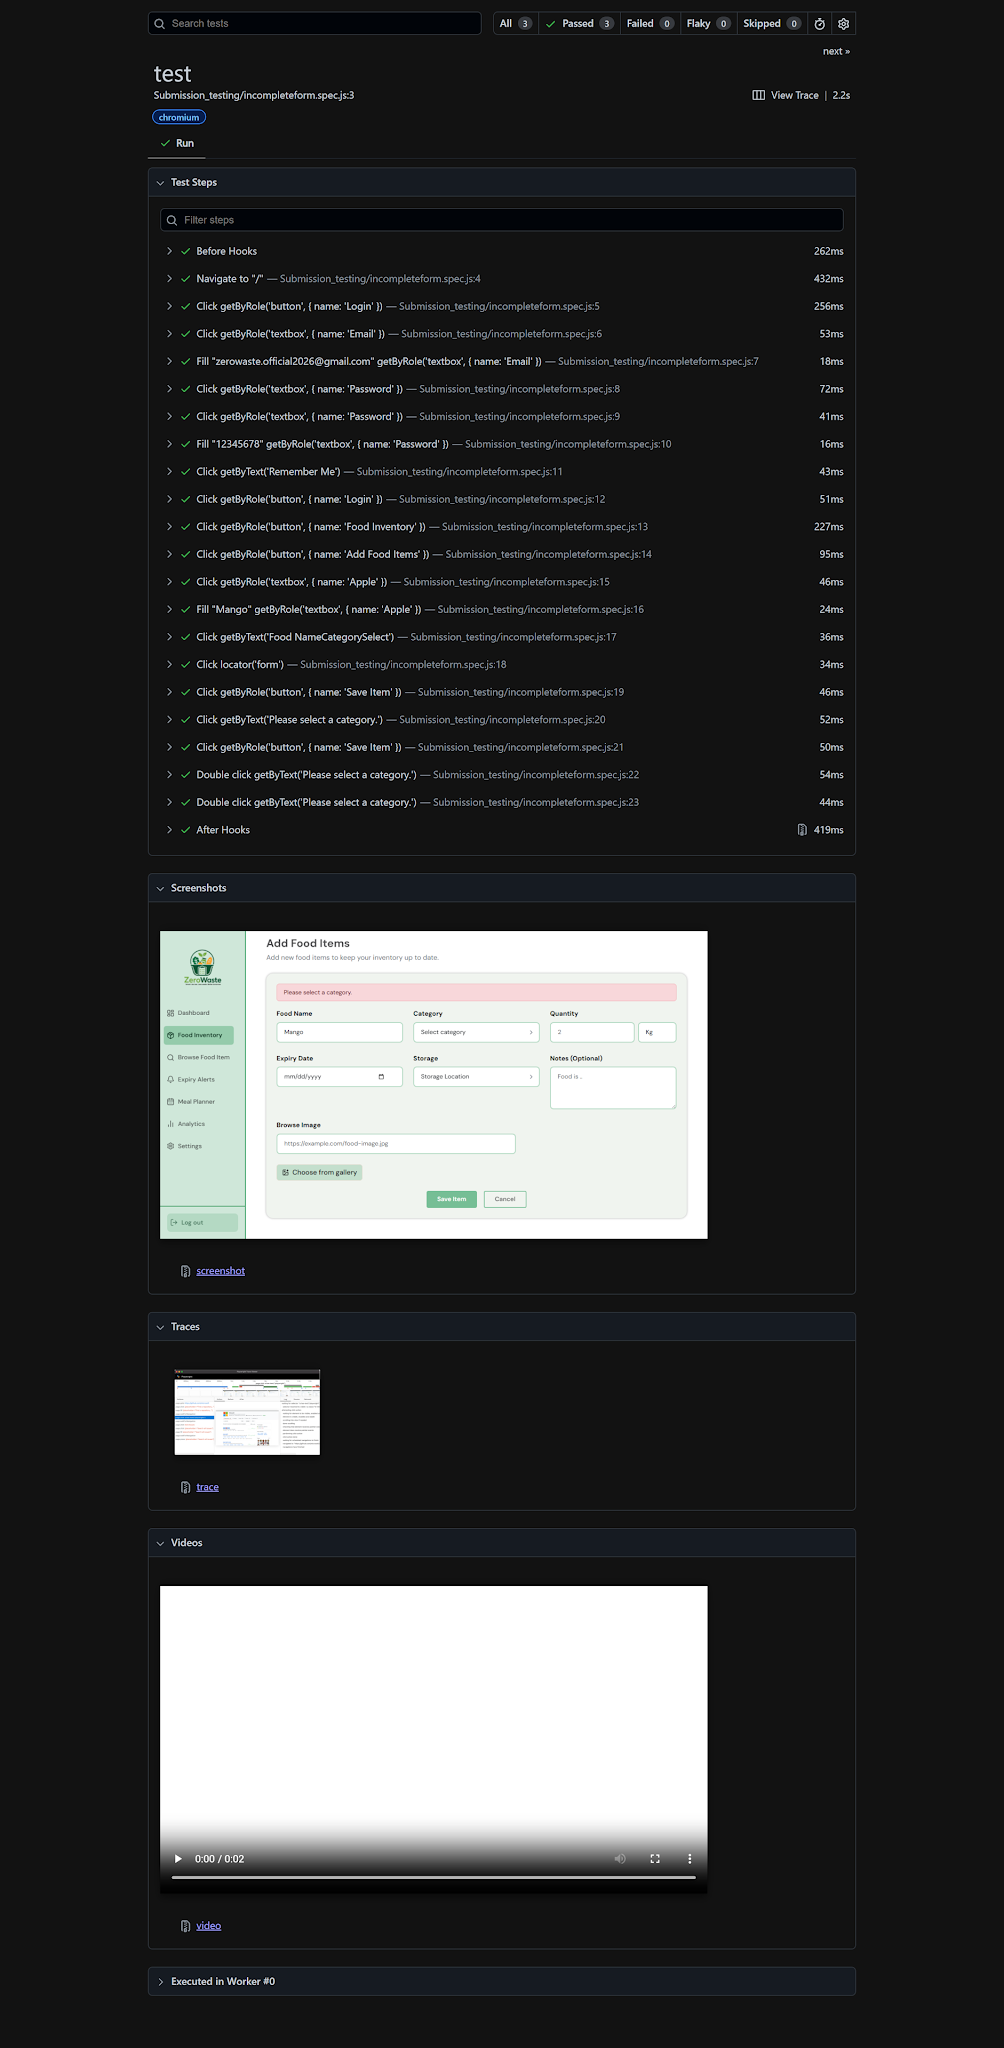 Search tests
All 3 Passed 3 Failed 0 Flaky 0 Skipped 0
next »
test
Submission_testing/incompleteform.spec.js:3
View Trace | 2.2s
chromium
Run
Test Steps
Filter steps
Before Hooks 262ms
Navigate to "/" — Submission_testing/incompleteform.spec.js:4 432ms
Click getByRole('button', { name: 'Login' }) — Submission_testing/incompleteform.spec.js:5 256ms
Click getByRole('textbox', { name: 'Email' }) — Submission_testing/incompleteform.spec.js:6 53ms
Fill "zerowaste.official2026@gmail.com" getByRole('textbox', { name: 'Email' }) — Submission_testing/incompleteform.spec.js:7 18ms
Click getByRole('textbox', { name: 'Password' }) — Submission_testing/incompleteform.spec.js:8 72ms
Click getByRole('textbox', { name: 'Password' }) — Submission_testing/incompleteform.spec.js:9 41ms
Fill "12345678" getByRole('textbox', { name: 'Password' }) — Submission_testing/incompleteform.spec.js:10 16ms
Click getByText('Remember Me') — Submission_testing/incompleteform.spec.js:11 43ms
Click getByRole('button', { name: 'Login' }) — Submission_testing/incompleteform.spec.js:12 51ms
Click getByRole('button', { name: 'Food Inventory' }) — Submission_testing/incompleteform.spec.js:13 227ms
Click getByRole('button', { name: 'Add Food Items' }) — Submission_testing/incompleteform.spec.js:14 95ms
Click getByRole('textbox', { name: 'Apple' }) — Submission_testing/incompleteform.spec.js:15 46ms
Fill "Mango" getByRole('textbox', { name: 'Apple' }) — Submission_testing/incompleteform.spec.js:16 24ms
Click getByText('Food NameCategorySelect') — Submission_testing/incompleteform.spec.js:17 36ms
Click locator('form') — Submission_testing/incompleteform.spec.js:18 34ms
Click getByRole('button', { name: 'Save Item' }) — Submission_testing/incompleteform.spec.js:19 46ms
Click getByText('Please select a category.') — Submission_testing/incompleteform.spec.js:20 52ms
Click getByRole('button', { name: 'Save Item' }) — Submission_testing/incompleteform.spec.js:21 50ms
Double click getByText('Please select a category.') — Submission_testing/incompleteform.spec.js:22 54ms
Double click getByText('Please select a category.') — Submission_testing/incompleteform.spec.js:23 44ms
After Hooks 419ms
Screenshots
ZeroWaste
Dashboard
Food Inventory
Browse Food Item
Expiry Alerts
Meal Planner
Analytics
Settings
Log out
Add Food Items
Add new food items to keep your inventory up to date.
Please select a category.
Food Name Category Quantity
Mango Select category 2 Kg
Expiry Date Storage Notes (Optional)
mm/dd/yyyy Storage Location Food is ..
Browse Image
https://example.com/food-image.jpg
Choose from gallery
Save Item Cancel
screenshot
Traces
trace
Videos
0:00 / 0:02
video
Executed in Worker #0